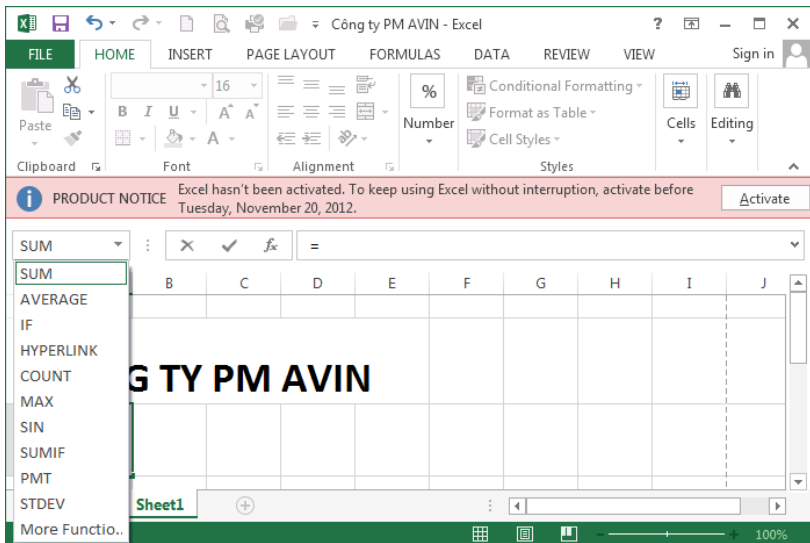 Công ty PM AVIN - Excel ?
FILE HOME INSERT PAGE LAYOUT FORMULAS DATA REVIEW VIEW Sign in
Paste B I U 16 A A A % Number Conditional Formatting Format as Table Cell Styles Cells Editing
Clipboard Font Alignment Styles
PRODUCT NOTICE Excel hasn't been activated. To keep using Excel without interruption, activate before
Tuesday, November 20, 2012. Activate
SUM fx =
B C D E F G H I J
SUM
AVERAGE
IF
HYPERLINK
COUNT
MAX
SIN
SUMIF
PMT
STDEV
More Functio..
G TY PM AVIN
Sheet1
100%